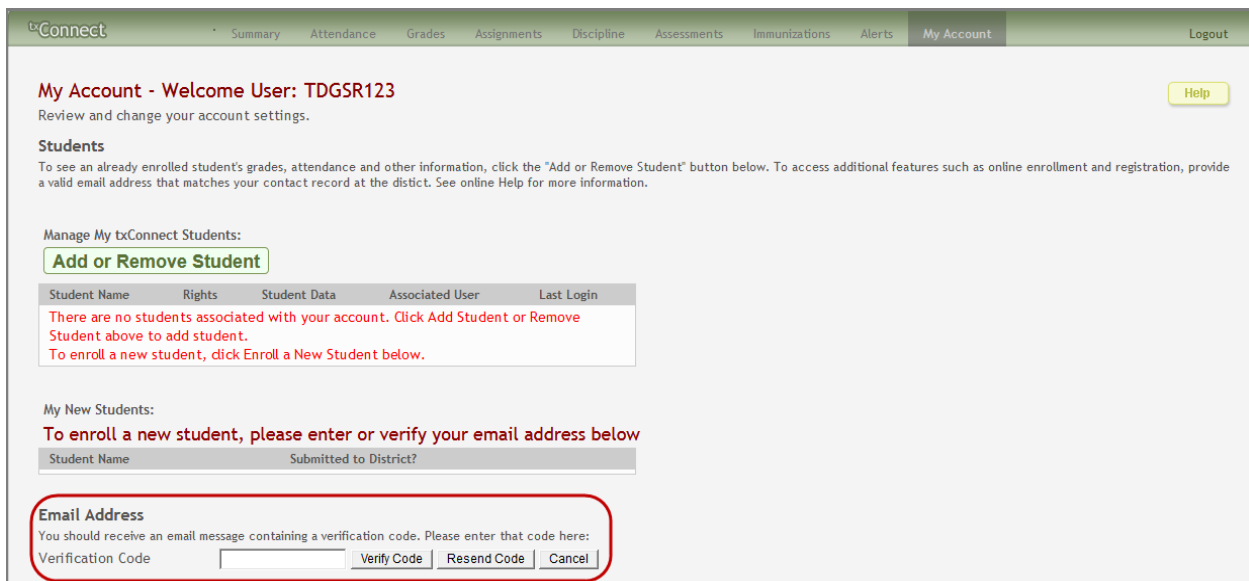 txConnect Summary Attendance Grades Assignments Discipline Assessments Immunizations Alerts My Account Logout
My Account - Welcome User: TDGSR123
Help
Review and change your account settings.
Students
To see an already enrolled student's grades, attendance and other information, click the "Add or Remove Student" button below. To access additional features such as online enrollment and registration, provide
a valid email address that matches your contact record at the distict. See online Help for more information.
Manage My txConnect Students:
Add or Remove Student
Student Name Rights Student Data Associated User Last Login
There are no students associated with your account. Click Add Student or Remove
Student above to add student.
To enroll a new student, click Enroll a New Student below.
My New Students:
To enroll a new student, please enter or verify your email address below
Student Name Submitted to District?
Email Address
You should receive an email message containing a verification code. Please enter that code here:
Verification Code Verify Code Resend Code Cancel